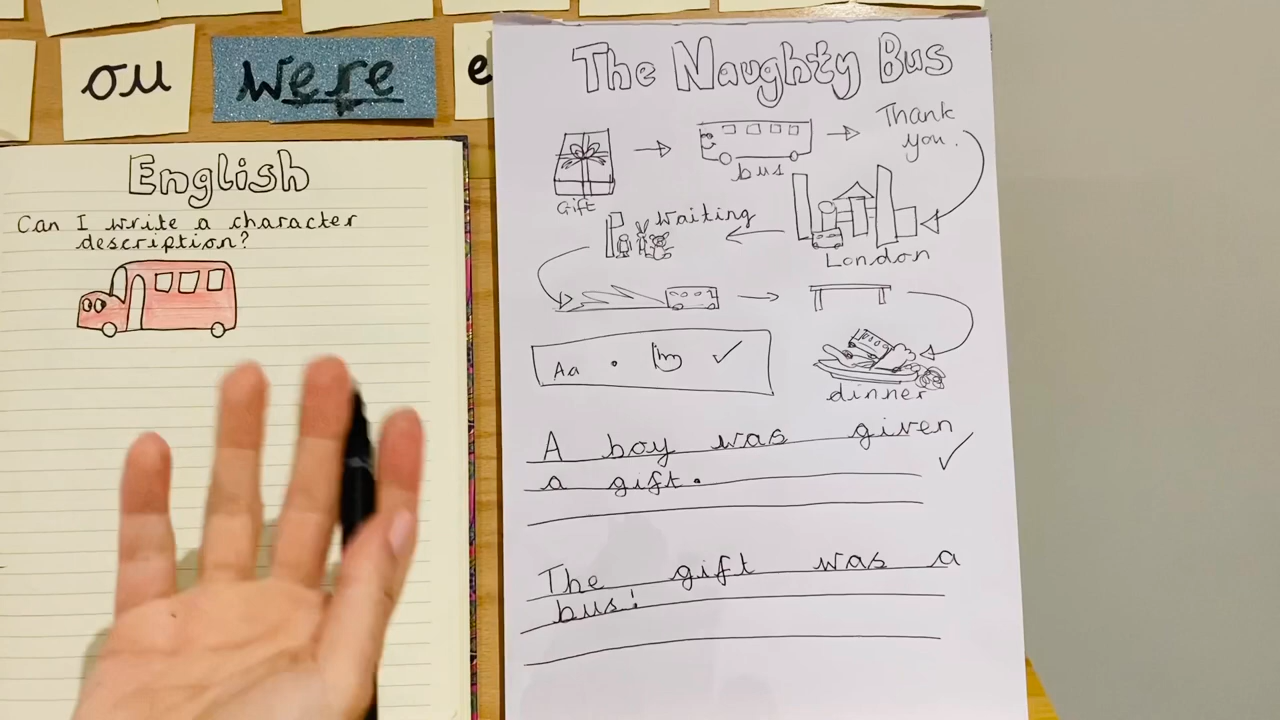 ou
were
e
English
Can I write a character
description?
The Naughty Bus
Gift
bus
Thank
you.
London
waiting
dinner
Aa .
A boy was given
a gift.
The gift was a
bus!